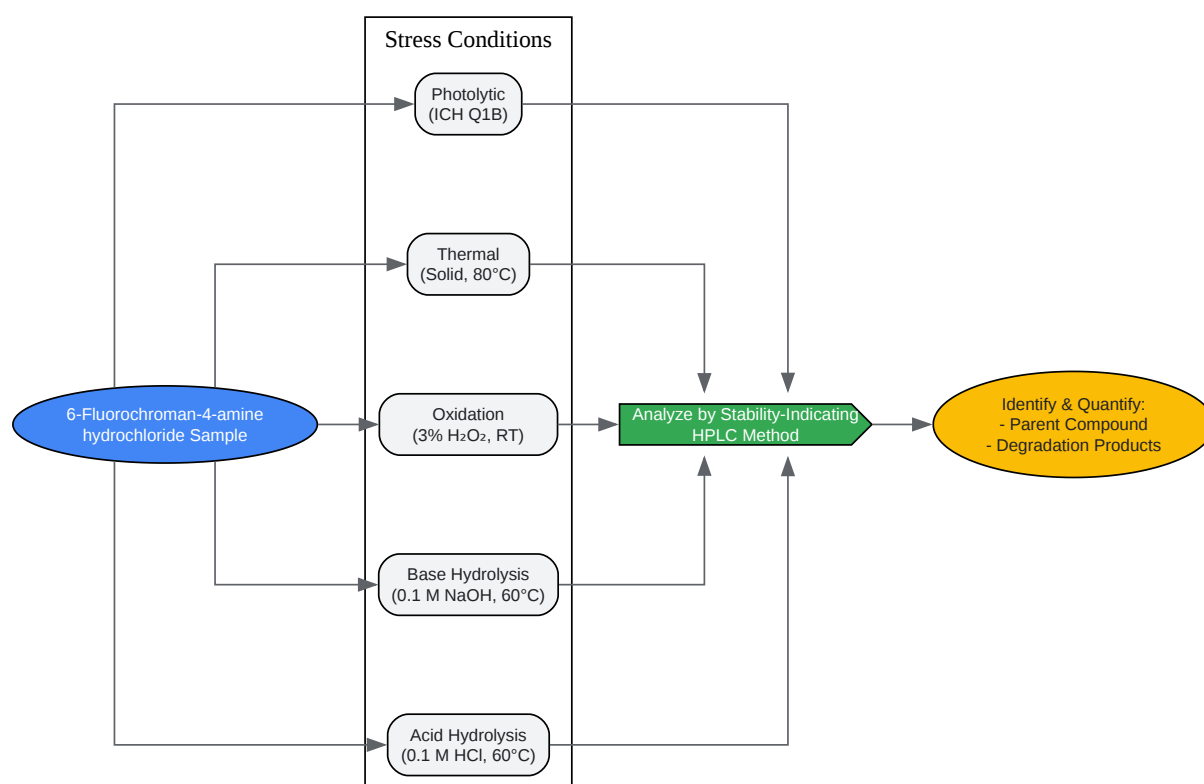 Stress Conditions
Photolytic
(ICH Q1B)
Thermal
(Solid, 80°C)
6-Fluorochroman-4-amine
hydrochloride Sample
Oxidation
(3% H₂O₂, RT)
Analyze by Stability-Indicating
HPLC Method
Identify & Quantify:
- Parent Compound
- Degradation Products
Base Hydrolysis
(0.1 M NaOH, 60°C)
Acid Hydrolysis
(0.1 M HCl, 60°C)